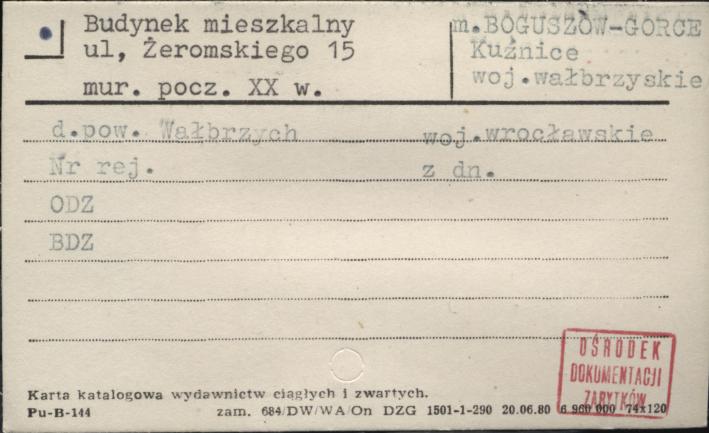 Budynek mieszkalny
ul, Żeromskiego 15
mur. pocz. XX w.
m.BOGUSZÓW-GORCE
Kuźnice
woj.wałbrzyskie
d.pow. Wałbrzych woj.wrocławskie
Nr rej. z dn.
ODZ
BDZ
OŚRODEK
DOKUMENTACJI
ZABYTKÓW
Karta katalogowa wydawnictw ciągłych i zwartych.
Pu-B-144 zam. 684/DW/WA/On DZG 1501-1-290 20.06.80 6 960 000 74x120